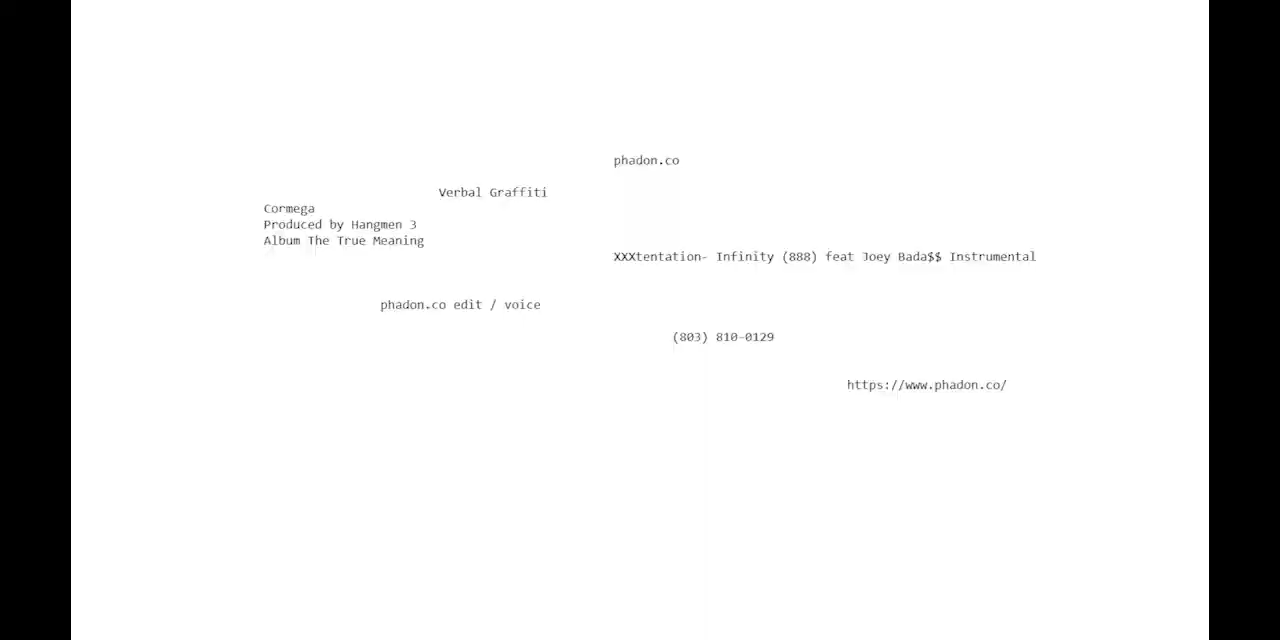 phadon.co
Verbal Graffiti
Cormega
Produced by Hangmen 3
Album The True Meaning
XXXtentation- Infinity (888) feat Joey Bada$$ Instrumental
phadon.co edit / voice
(803) 810-0129
https://www.phadon.co/